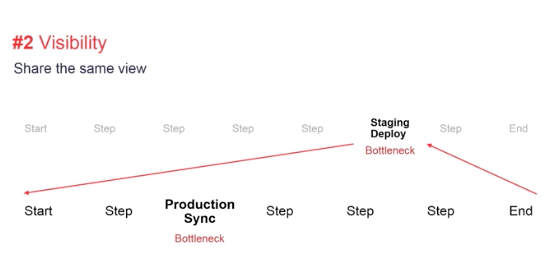 #2 Visibility
Share the same view
Start Step Step Step Step Staging Deploy Step End
Bottleneck
Start Step Production Sync Step Step Step End
Bottleneck